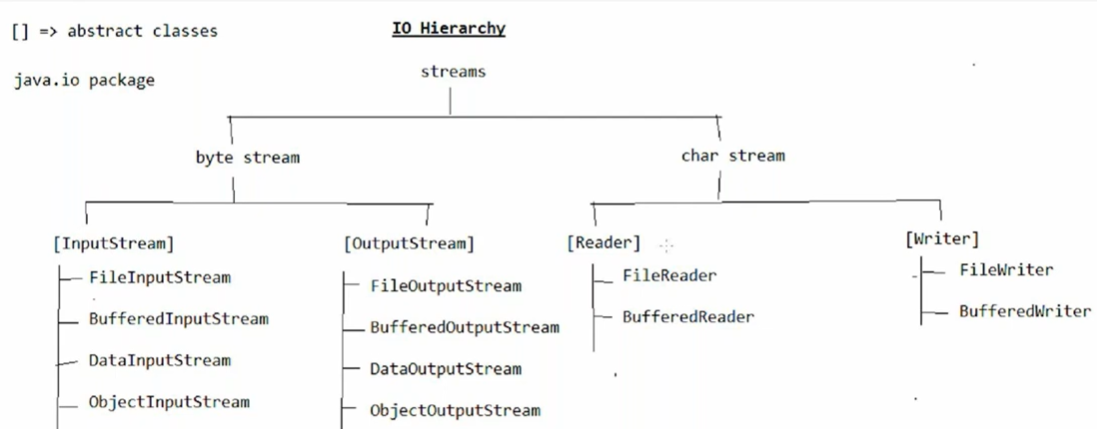 [] => abstract classes
IO Hierarchy
java.io package
streams
byte stream
char stream
[InputStream]
FileInputStream
BufferedInputStream
DataInputStream
ObjectInputStream
[OutputStream]
FileOutputStream
BufferedOutputStream
DataOutputStream
ObjectOutputStream
[Reader]
FileReader
BufferedReader
[Writer]
FileWriter
BufferedWriter